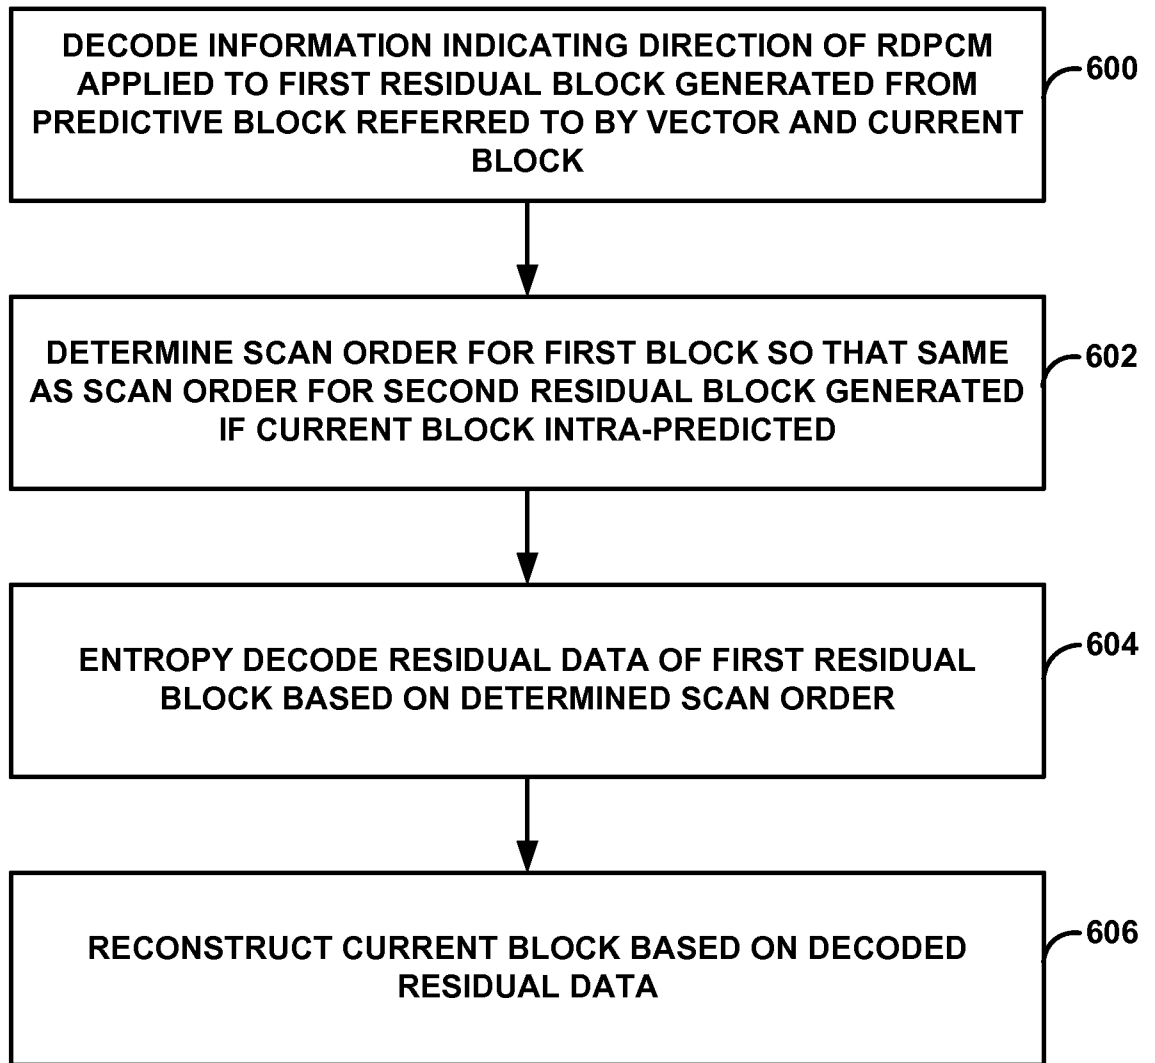 DECODE INFORMATION INDICATING DIRECTION OF RDPCM
APPLIED TO FIRST RESIDUAL BLOCK GENERATED FROM
PREDICTIVE BLOCK REFERRED TO BY VECTOR AND CURRENT
BLOCK
600
DETERMINE SCAN ORDER FOR FIRST BLOCK SO THAT SAME
AS SCAN ORDER FOR SECOND RESIDUAL BLOCK GENERATED
IF CURRENT BLOCK INTRA-PREDICTED
602
ENTROPY DECODE RESIDUAL DATA OF FIRST RESIDUAL
BLOCK BASED ON DETERMINED SCAN ORDER
604
RECONSTRUCT CURRENT BLOCK BASED ON DECODED
RESIDUAL DATA
606